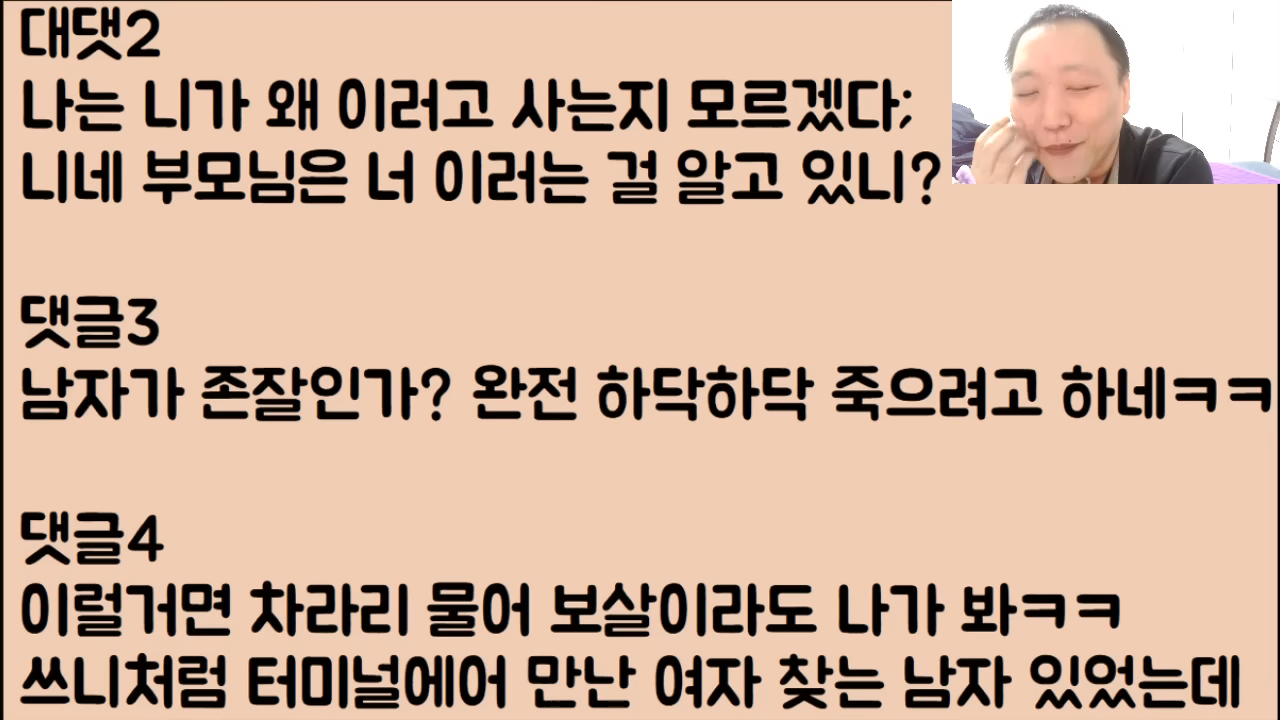 대댓2
나는 니가 왜 이러고 사는지 모르겠다;
니네 부모님은 너 이러는 걸 알고 있니?
댓글3
남자가 존잘인가? 완전 하닥하닥 죽으려고 하네ㅋㅋ
댓글4
이럴거면 차라리 물어 보살이라도 나가 봐ㅋㅋ
쓰니처럼 터미널에어 만난 여자 찾는 남자 있었는데